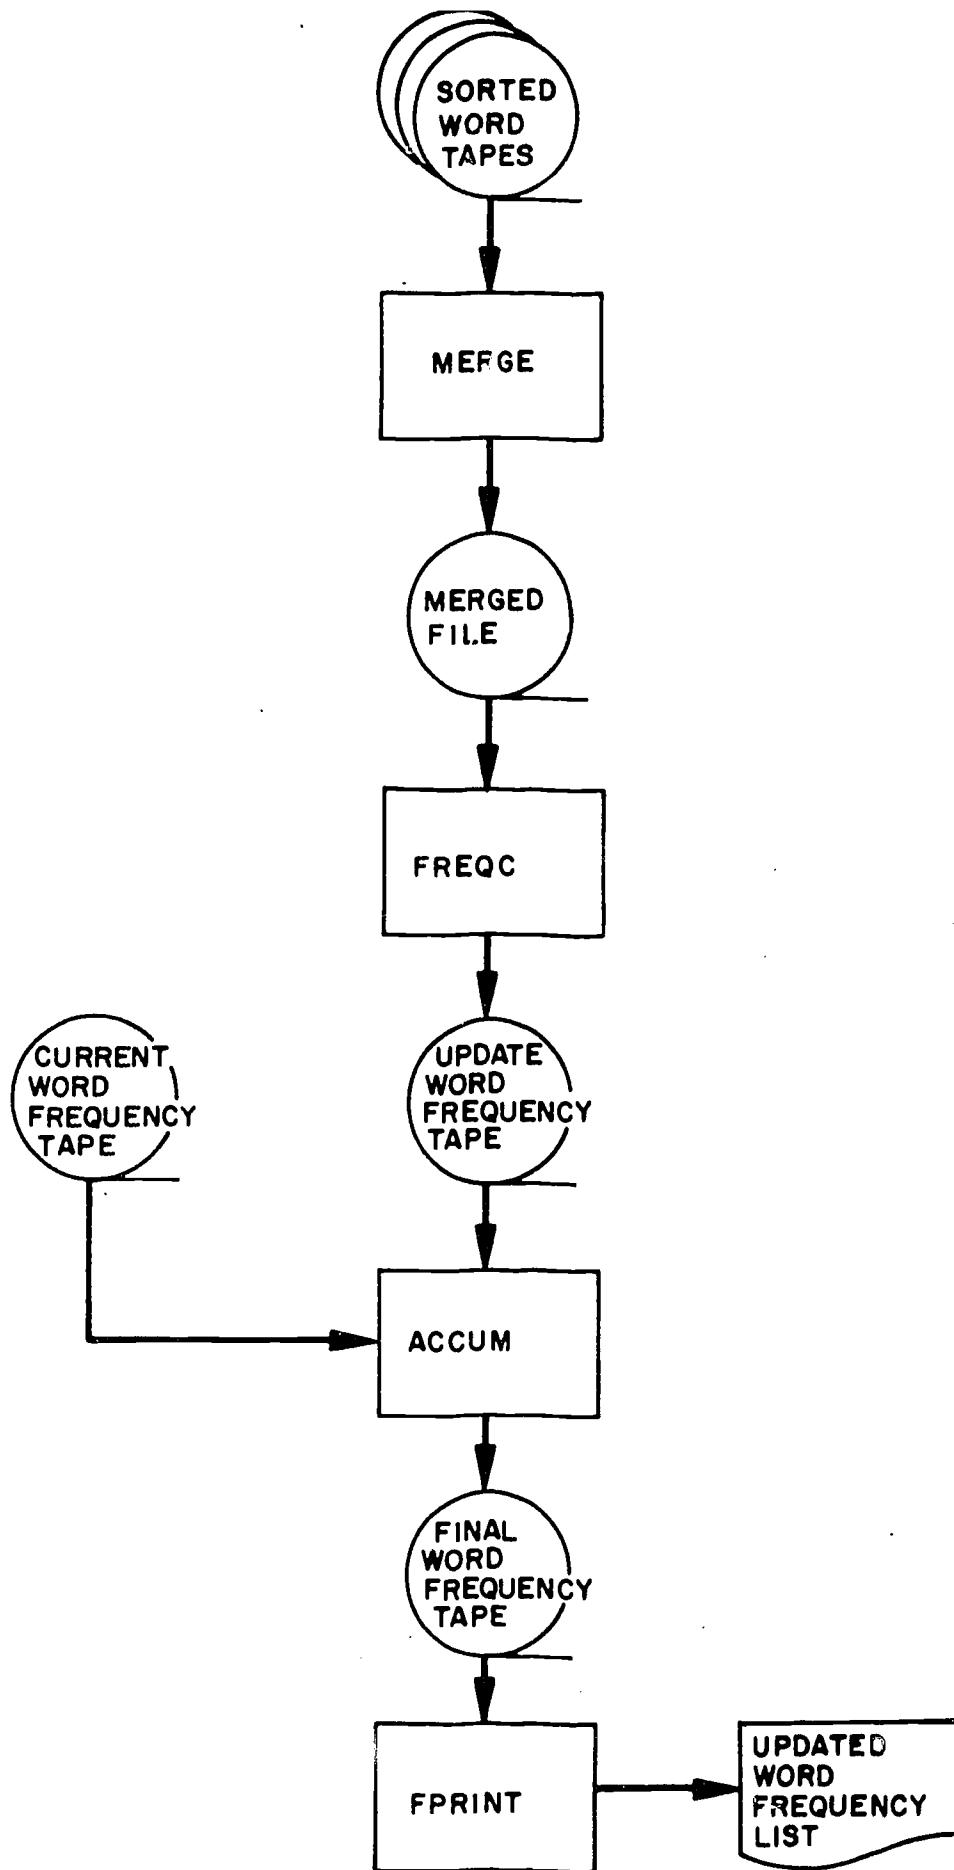 SORTED
WORD
TAPES
MERGE
MERGED
FILE
FREQC
CURRENT
WORD
FREQUENCY
TAPE
UPDATE
WORD
FREQUENCY
TAPE
ACCUM
FINAL
WORD
FREQUENCY
TAPE
FPRINT
UPDATED
WORD
FREQUENCY
LIST